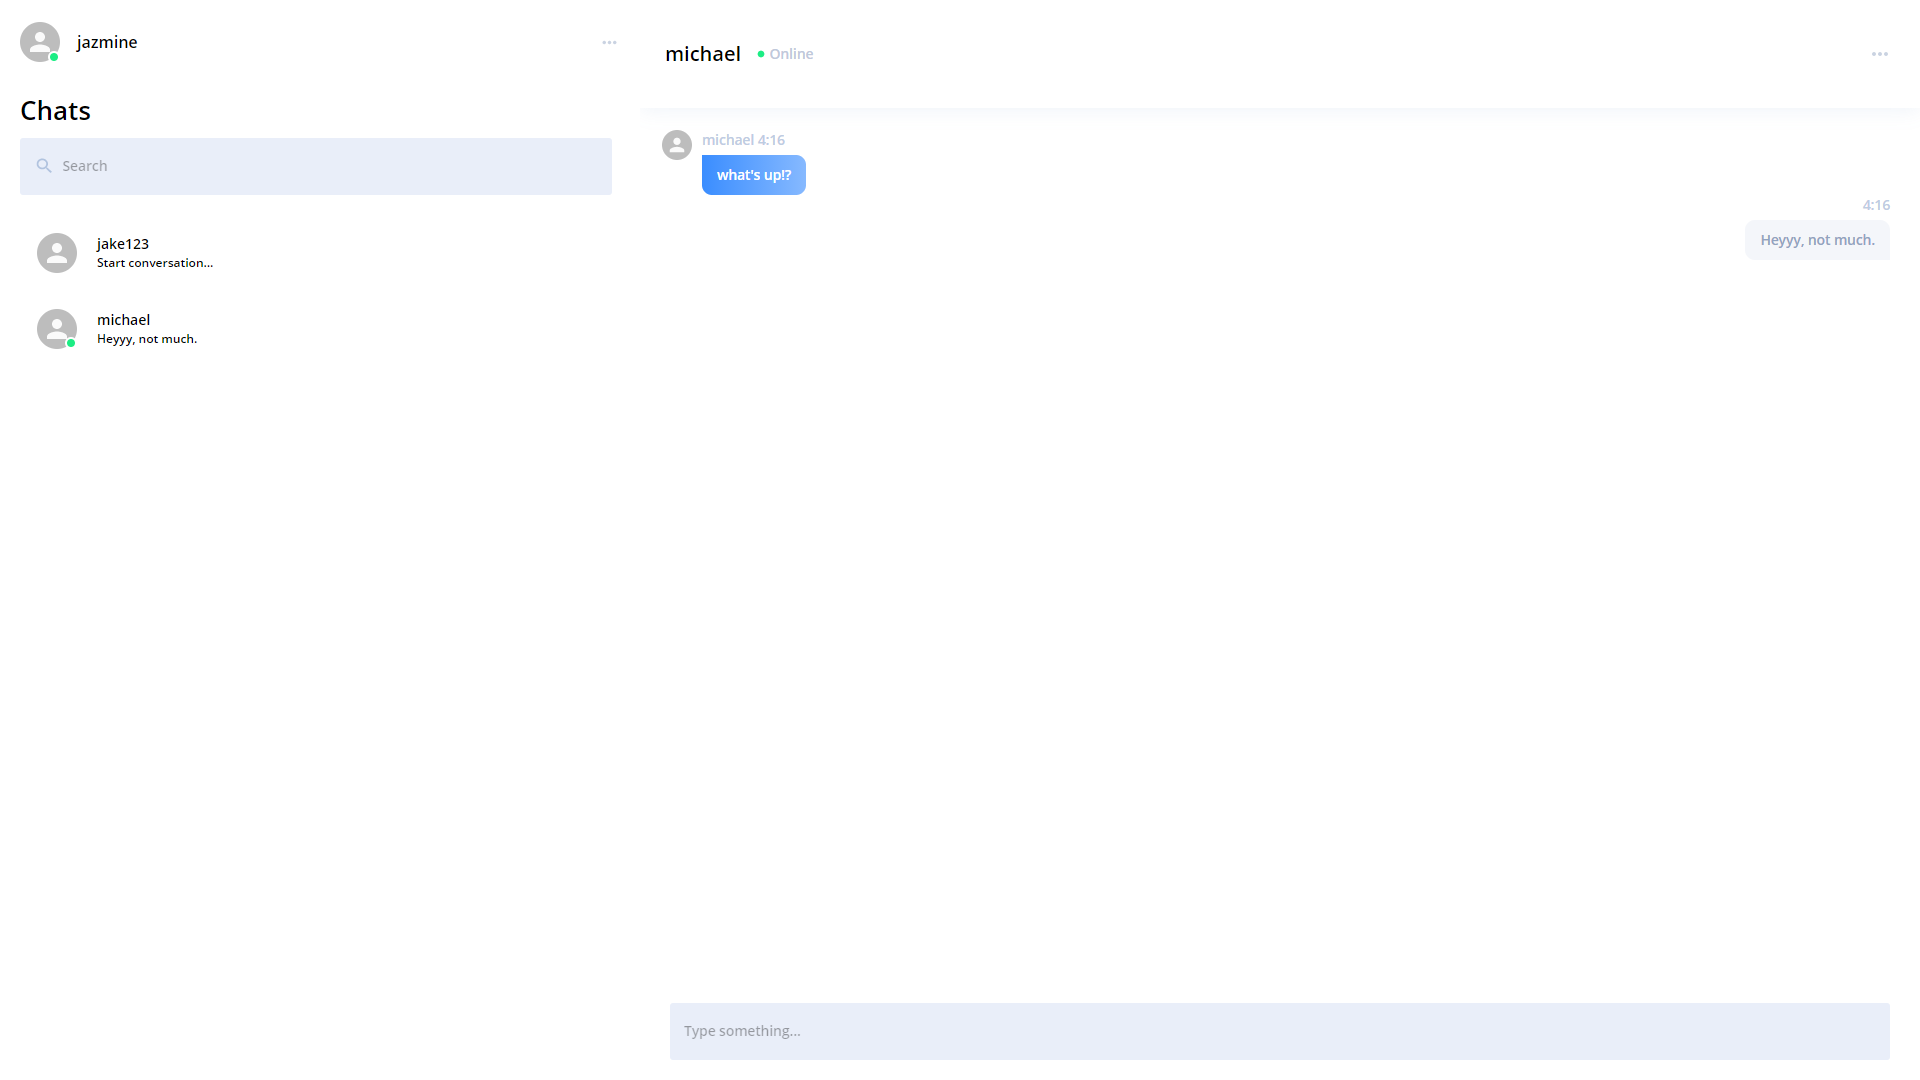 jazmine
Chats
Search
jake123
Start conversation...
michael
Heyyy, not much.
michael Online
michael 4:16
what's up!?
4:16
Heyyy, not much.
Type something...